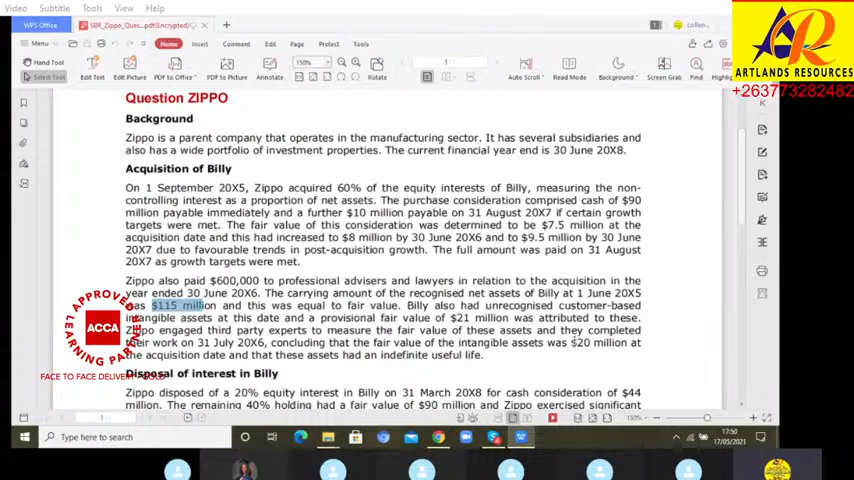 Video Subtitle Tools View Help
WPS Office
SBR_Zippo_Ques...pdf(Encrypted)
1
collen...
Menu
Home Insert Comment Edit Page Protect Tools
Hand Tool
Select Tool
Edit Text
Edit Picture
PDF to Office
PDF to Picture
Annotate
150%
Rotate
1
Auto Scroll
Read Mode
Background
Screen Grab
Find
Highlig
ARTLANDS RESOURCES
+263773282482
Question ZIPPO
Background
Zippo is a parent company that operates in the manufacturing sector. It has several subsidiaries and
also has a wide portfolio of investment properties. The current financial year end is 30 June 20X8.
Acquisition of Billy
On 1 September 20X5, Zippo acquired 60% of the equity interests of Billy, measuring the non-
controlling interest as a proportion of net assets. The purchase consideration comprised cash of $90
million payable immediately and a further $10 million payable on 31 August 20X7 if certain growth
targets were met. The fair value of this consideration was determined to be $7.5 million at the
acquisition date and this had increased to $8 million by 30 June 20X6 and to $9.5 million by 30 June
20X7 due to favourable trends in post-acquisition growth. The full amount was paid on 31 August
20X7 as growth targets were met.
Zippo also paid $600,000 to professional advisers and lawyers in relation to the acquisition in the
year ended 30 June 20X6. The carrying amount of the recognised net assets of Billy at 1 June 20X5
was $115 million and this was equal to fair value. Billy also had unrecognised customer-based
intangible assets at this date and a provisional fair value of $21 million was attributed to these.
Zippo engaged third party experts to measure the fair value of these assets and they completed
their work on 31 July 20X6, concluding that the fair value of the intangible assets was $20 million at
the acquisition date and that these assets had an indefinite useful life.
Disposal of interest in Billy
Zippo disposed of a 20% equity interest in Billy on 31 March 20X8 for cash consideration of $44
million. The remaining 40% holding had a fair value of $90 million and Zippo exercised significant
APPROVED
ACCA
LEARNING PARTNER
FACE TO FACE DELIVERY - GOLD
1
150%
Type here to search
17:50
17/05/2021